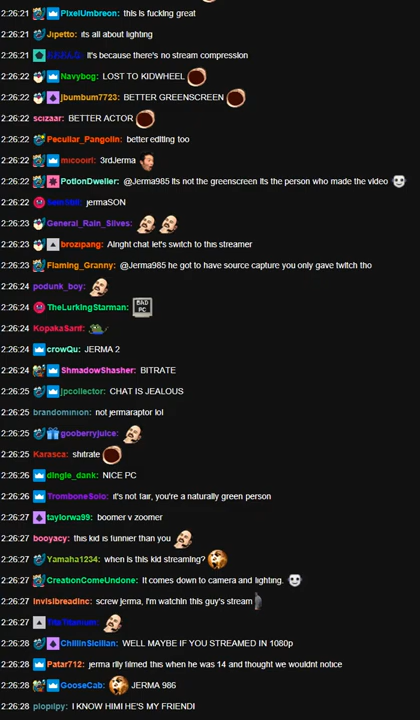 2:26:21 PixelUmbreon: this is fucking great
2:26:21 Jipetto: its all about lighting
2:26:21 It's because there's no stream compression
2:26:22 Navybog: LOST TO KIDWHEEL
2:26:22 jbumbum7723: BETTER GREENSCREEN
2:26:22 scizaar: BETTER ACTOR
2:26:22 Peculiar_Pangolin: better editing too
2:26:22 micooirl: 3rdJerma
2:26:22 PotionDweller: @Jerma985 Its not the greenscreen Its the person who made the video
2:26:22 jermaSON
2:26:23 General_Rain_Slives:
2:26:23 brozipang: Alright chat let's switch to this streamer
2:26:23 Flaming_Granny: @Jerma985 he got to have source capture you only gave twitch tho
2:26:24 podunk_boy:
2:26:24 TheLurkingStarman: BAD PC
2:26:24 KopakaSarif:
2:26:24 crowQu: JERMA 2
2:26:24 ShmadowShasher: BITRATE
2:26:25 jpcollector: CHAT IS JEALOUS
2:26:25 brandominion: not jermaraptor lol
2:26:25 gooberryjuice:
2:26:25 Karasca: shitrate
2:26:26 dingle_dank: NICE PC
2:26:26 TromboneSolo: it's not fair, you're a naturally green person
2:26:27 taylorwa99: boomer v zoomer
2:26:27 booyacy: this kid is funnier than you
2:26:27 Yamaha1234: when is this kid streaming?
2:26:27 CreationComeUndone: It comes down to camera and lighting.
2:26:27 invisibreadinc: screw jerma, I'm watchin this guy's stream
2:26:27
2:26:28 ChillinSicilian: WELL MAYBE IF YOU STREAMED IN 1080p
2:26:28 Patar712: jerma rlly filmed this when he was 14 and thought we wouldnt notice
2:26:28 GooseCab: JERMA 986
2:26:28 plopilpy: I KNOW HIM! HE'S MY FRIEND!